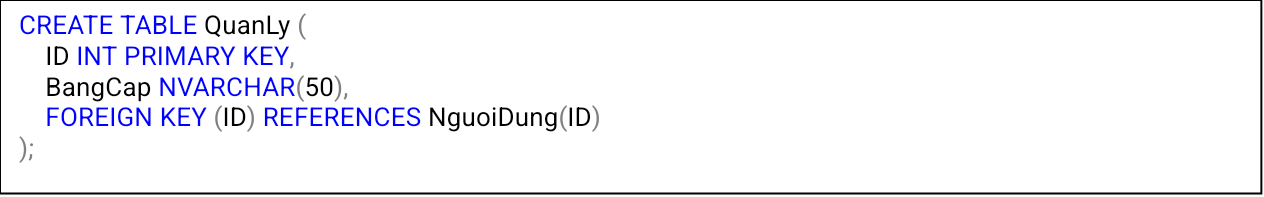 CREATE TABLE QuanLy (
ID INT PRIMARY KEY,
BangCap NVARCHAR(50),
FOREIGN KEY (ID) REFERENCES NguoiDung(ID)
);